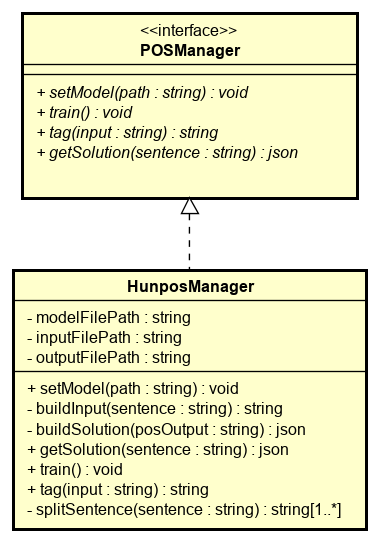 <<interface>>
POSManager
+ setModel(path : string) : void
+ train() : void
+ tag(input : string) : string
+ getSolution(sentence : string) : json
HunposManager
- modelFilePath : string
- inputFilePath : string
- outputFilePath : string
+ setModel(path : string) : void
- buildInput(sentence : string) : string
- buildSolution(posOutput : string) : json
+ getSolution(sentence : string) : json
+ train() : void
+ tag(input : string) : string
- splitSentence(sentence : string) : string[1..*]